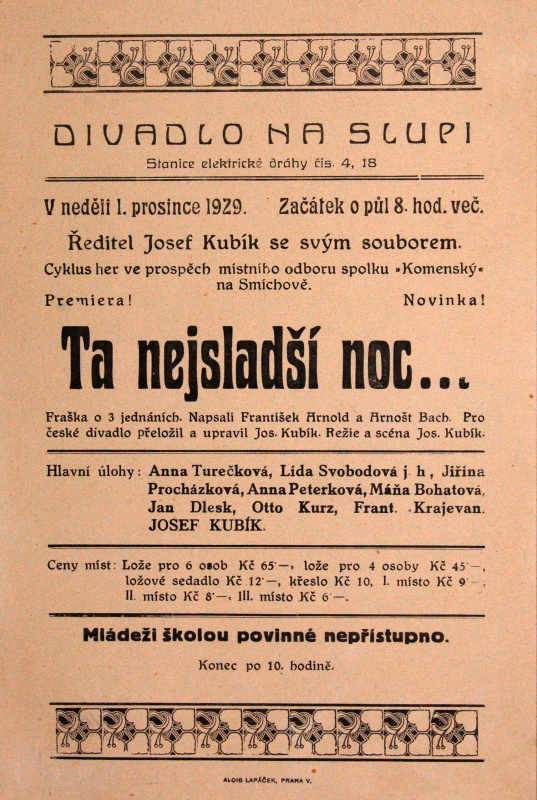 DIVADLO NA SLUPI
Stanice elektrické dráhy čís. 4, 18
V neděli 1. prosince 1929. Začátek o půl 8. hod. več.
Ředitel Josef Kubík se svým souborem.
Cyklus her ve prospěch místního odboru spolku »Komenský«
na Smíchově.
Premiera! Novinka!
Ta nejsladší noc...
Fraška o 3 jednáních. Napsali František Arnold a Arnošt Bach. Pro
české divadlo přeložil a upravil Jos. Kubík. Režie a scéna Jos. Kubík.
Hlavní úlohy: Anna Turečková, Lída Svobodová j. h., Jiřina
Procházková, Anna Peterková, Máňa Bohatová,
Jan Dlesk, Otto Kurz, Frant. Krajevan.
JOSEF KUBÍK.
Ceny míst: Lože pro 6 osob Kč 65·—, lože pro 4 osoby Kč 45·—,
ložové sedadlo Kč 12·—, křeslo Kč 10, I. místo Kč 9·—,
II. místo Kč 8·—, III. místo Kč 6·—.
Mládeži školou povinné nepřístupno.
Konec po 10. hodině.
ALOIS LAPÁČEK, PRAHA V.